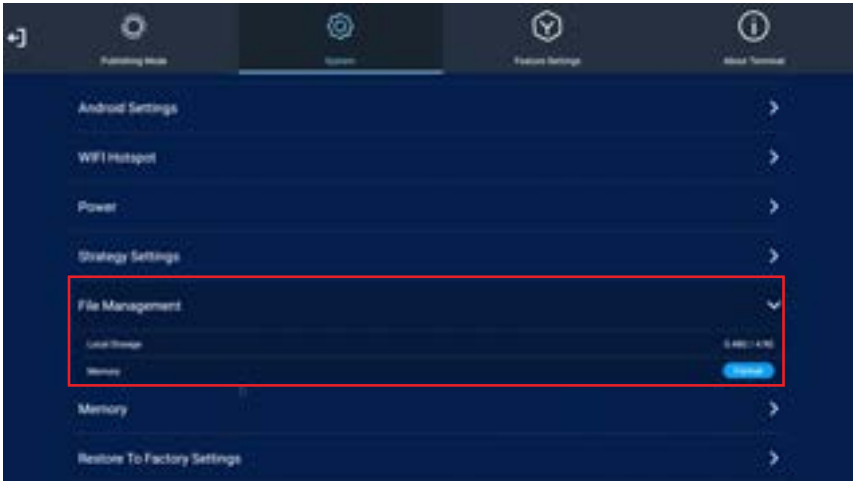 Publishing Mode
System
Feature Settings
About Terminal
Android Settings
WIFI Hotspot
Power
Strategy Settings
File Management
Local Storage
Memory
Format
Memory
Restore To Factory Settings